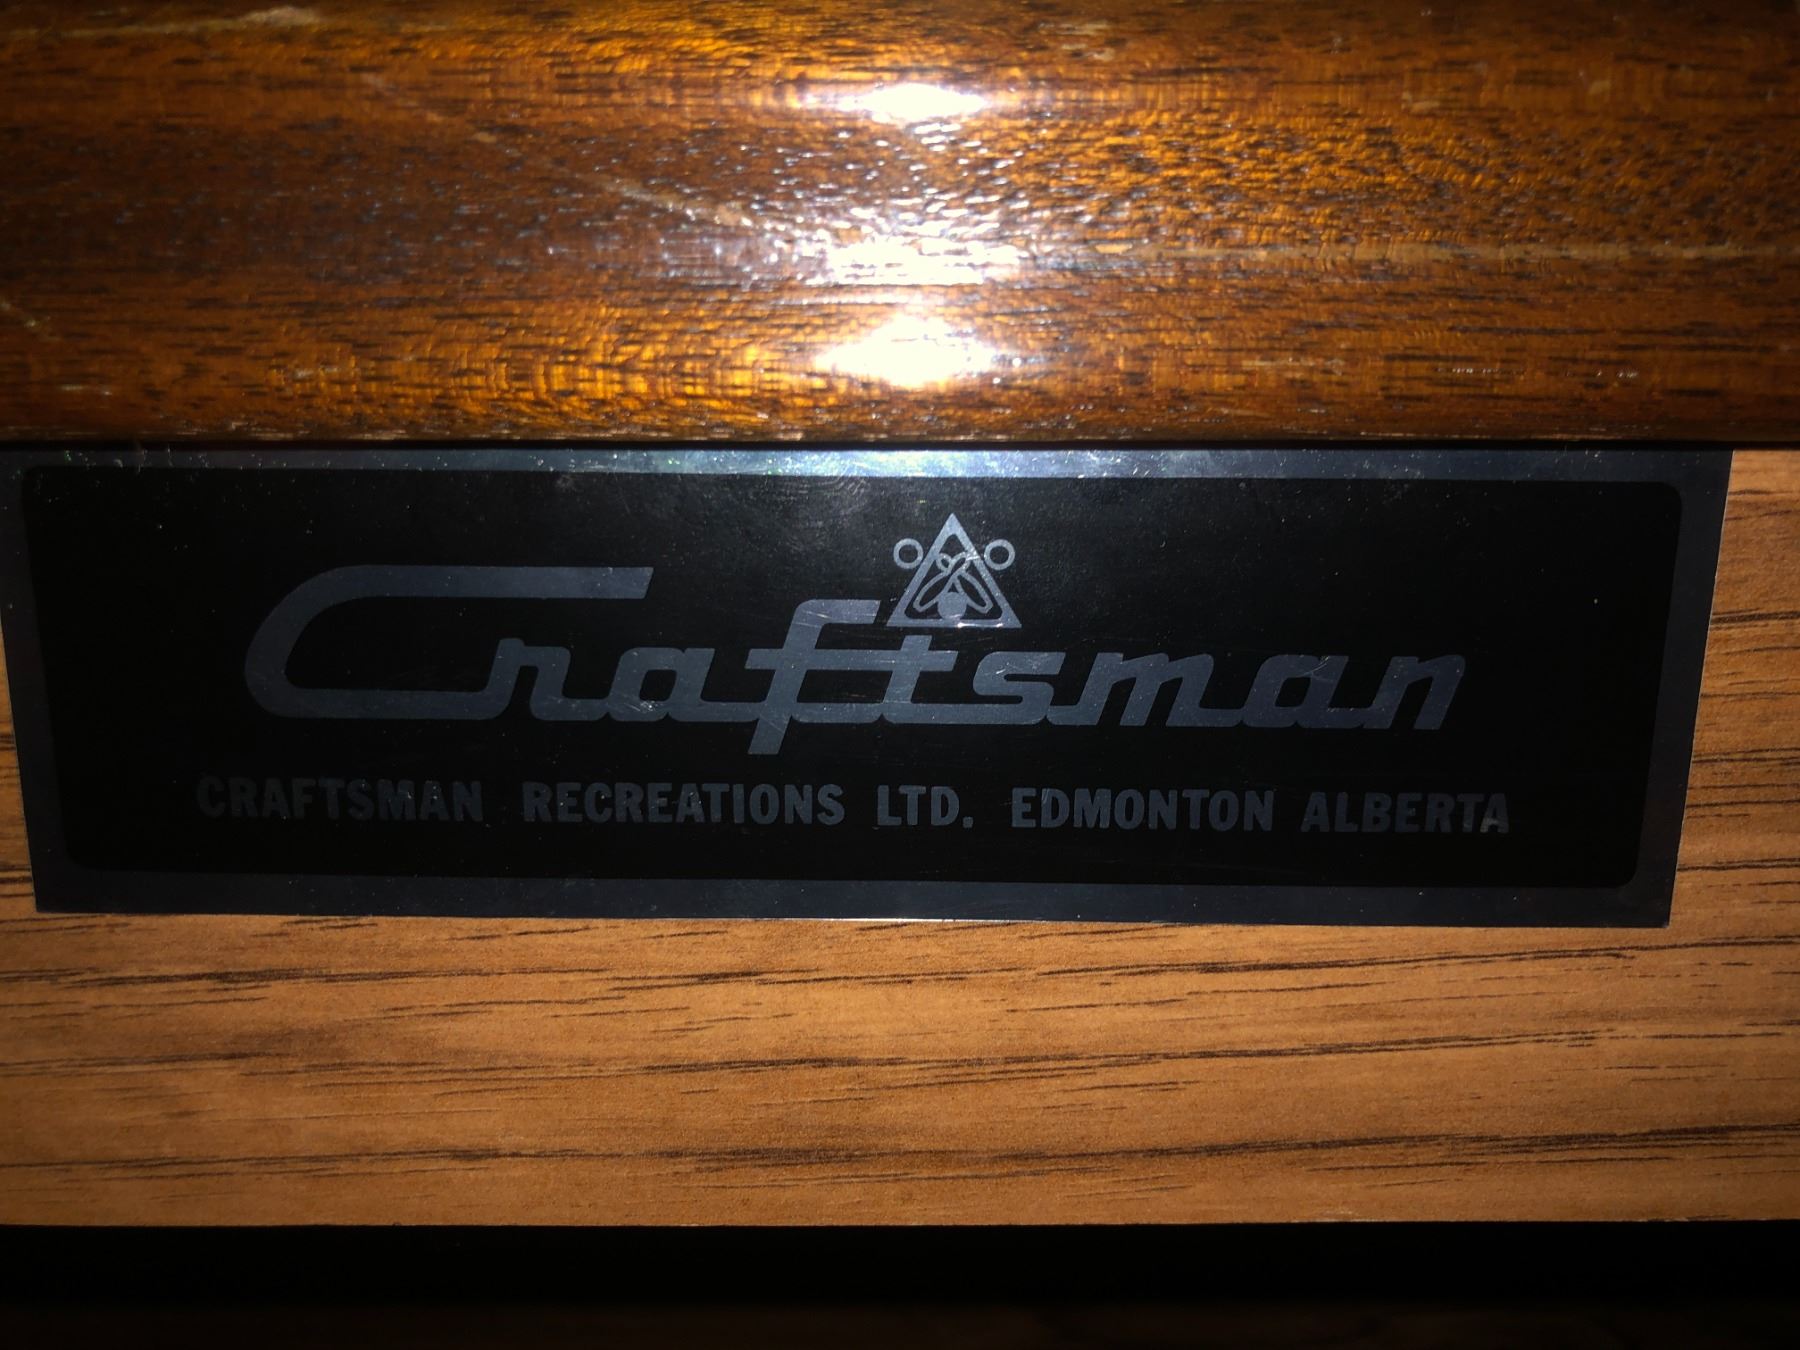 Craftsman
CRAFTSMAN RECREATIONS LTD. EDMONTON ALBERTA